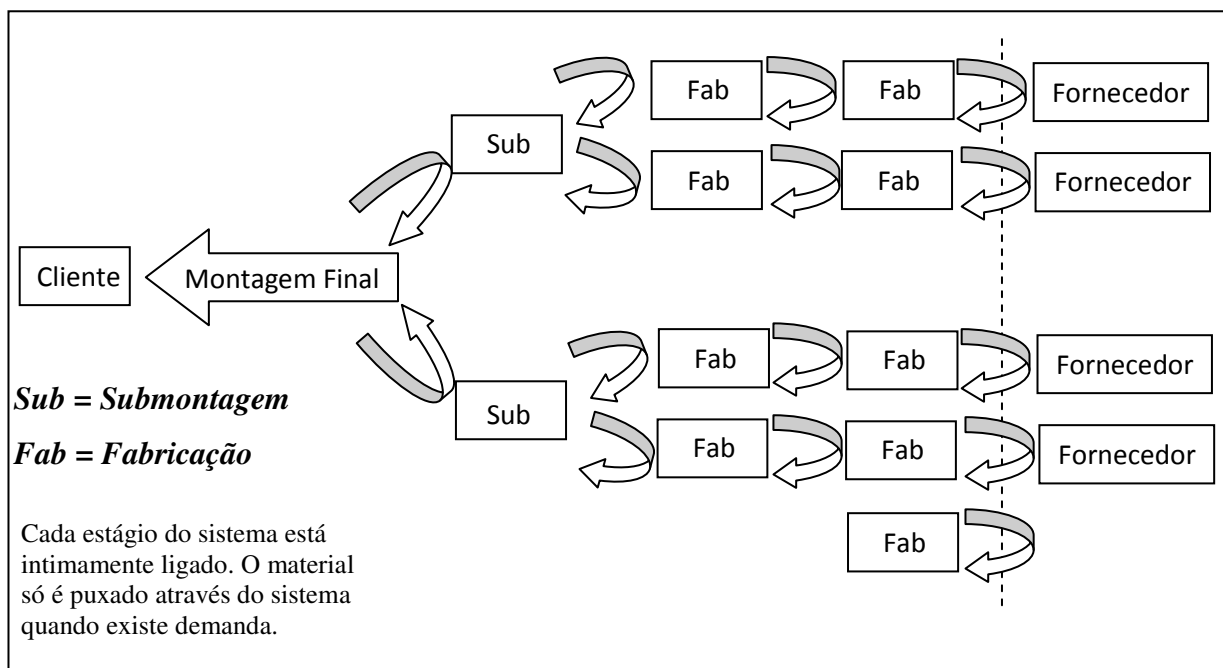 Fab Fab Fornecedor
Sub
Fab Fab Fornecedor
Cliente Montagem Final
Fab Fab Fornecedor
Sub = Submontagem
Sub
Fab Fab Fornecedor
Fab = Fabricação
Cada estágio do sistema está
intimamente ligado. O material
só é puxado através do sistema
quando existe demanda.
Fab